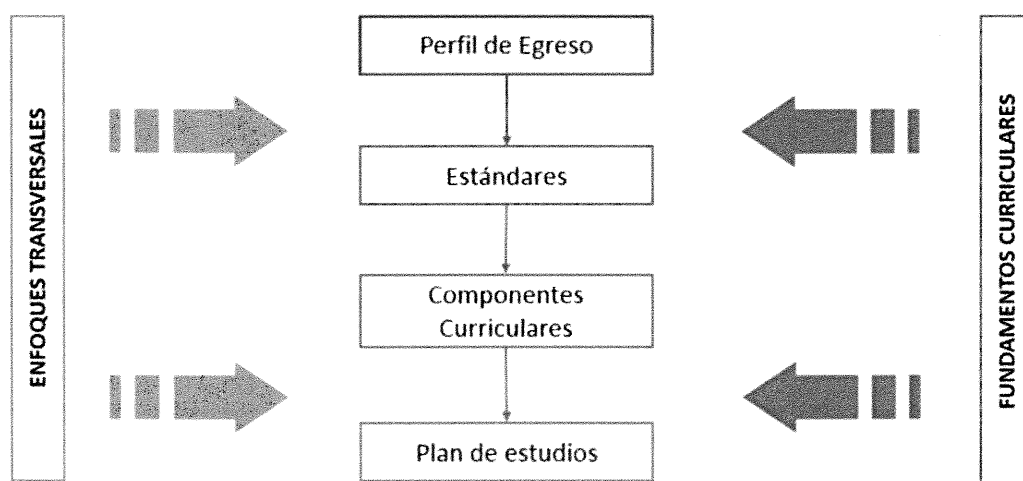 ENFOQUES TRANSVERSALES
Perfil de Egreso
Estándares
Componentes
Curriculares
Plan de estudios
FUNDAMENTOS CURRICULARES